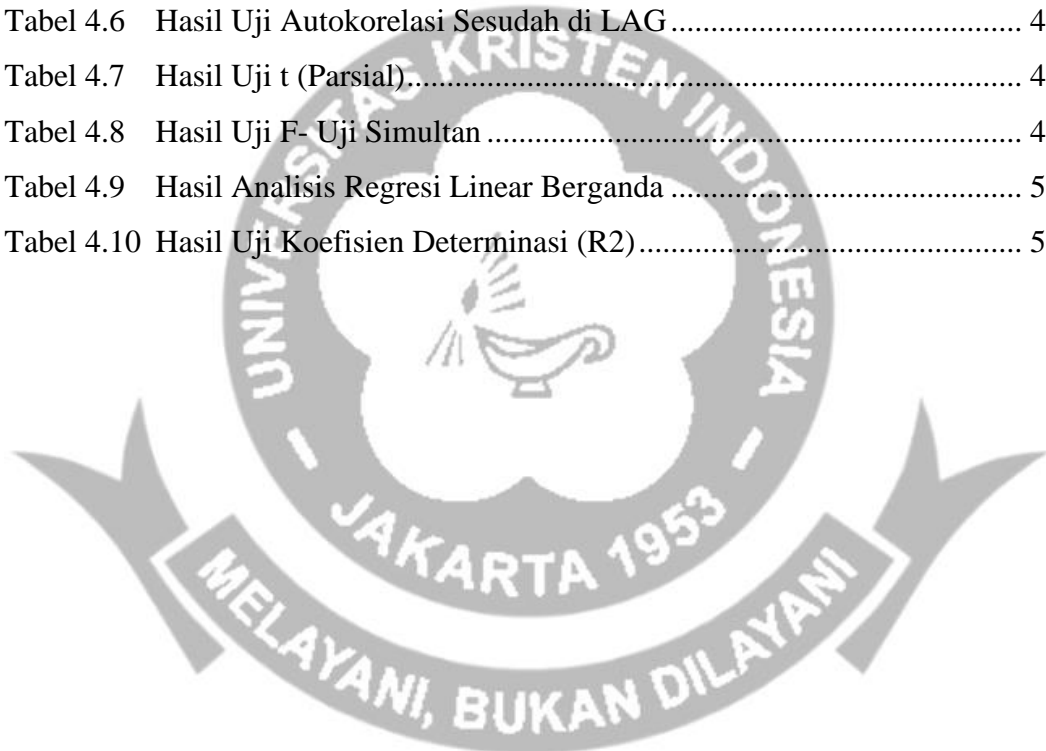 Tabel 4.6 Hasil Uji Autokorelasi Sesudah di LAG ........................................ 4
Tabel 4.7 Hasil Uji t (Parsial) ........................................ 4
Tabel 4.8 Hasil Uji F- Uji Simultan ........................................ 4
Tabel 4.9 Hasil Analisis Regresi Linear Berganda ........................................ 5
Tabel 4.10 Hasil Uji Koefisien Determinasi (R2) ........................................ 5
UNIVERSITAS KRISTEN INDONESIA
- JAKARTA 1953 -
MELAYANI, BUKAN DILAYANI